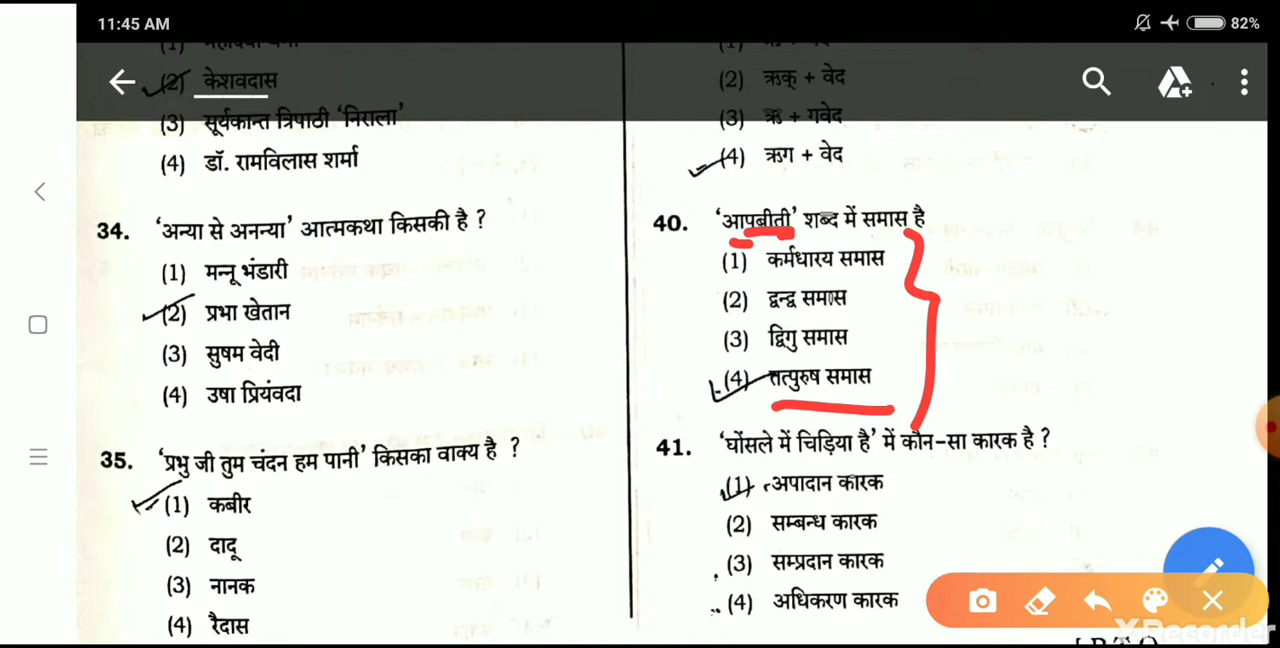 11:45 AM
82%
(2) केशवदास
(3) सूर्यकान्त त्रिपाठी 'निराला'
(4) डॉ. रामविलास शर्मा
34. 'अन्या से अनन्या' आत्मकथा किसकी है ?
(1) मन्नू भंडारी
(2) प्रभा खेतान
(3) सुषम वेदी
(4) उषा प्रियंवदा
35. 'प्रभु जी तुम चंदन हम पानी' किसका वाक्य है ?
(1) कबीर
(2) दादू
(3) नानक
(4) रैदास
(2) ऋक् + वेद
(3) ऋ + गवेद
(4) ऋग + वेद
40. 'आपबीती' शब्द में समास है
(1) कर्मधारय समास
(2) द्वन्द्व समास
(3) द्विगु समास
(4) तत्पुरुष समास
41. 'घोंसले में चिड़िया है' में कौन-सा कारक है ?
(1) अपादान कारक
(2) सम्बन्ध कारक
(3) सम्प्रदान कारक
(4) अधिकरण कारक
XRecorder